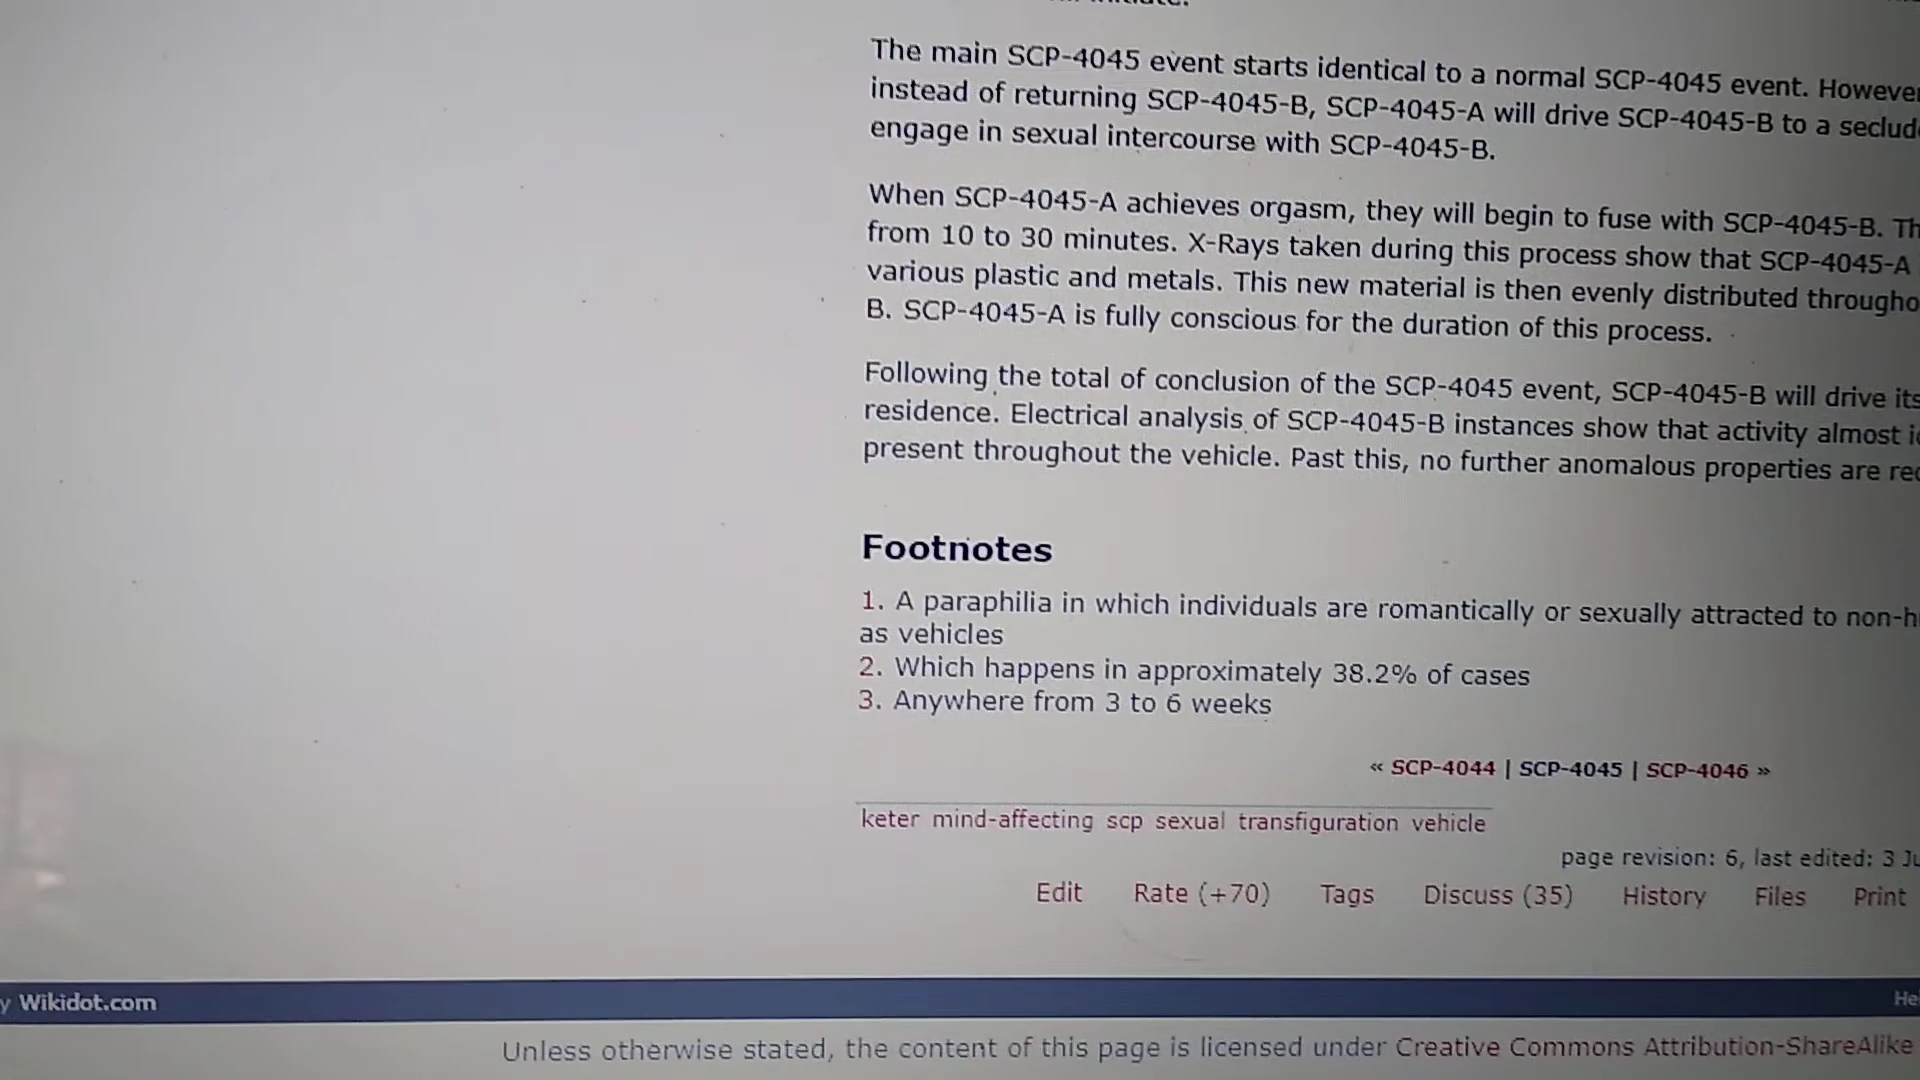 The main SCP-4045 event starts identical to a normal SCP-4045 event. However
instead of returning SCP-4045-B, SCP-4045-A will drive SCP-4045-B to a
engage in sexual intercourse with SCP-4045-B.
When SCP-4045-A achieves orgasm, they will begin to fuse with SCP-4045-B.
from 10 to 30 minutes. X-Rays taken during this process show that SCP-4045-A
various plastic and metals. This new material is then evenly distributed
B. SCP-4045-A is fully conscious for the duration of this process.
Following the total of conclusion of the SCP-4045 event, SCP-4045-B will drive its
residence. Electrical analysis of SCP-4045-B instances show that activity almost
present throughout the vehicle. Past this, no further anomalous properties are
Footnotes
1. A paraphilia in which individuals are romantically or sexually attracted to
as vehicles
2. Which happens in approximately 38.2% of cases
3. Anywhere from 3 to 6 weeks
« SCP-4044 | SCP-4045 | SCP-4046 »
keter mind-affecting scp sexual transfiguration vehicle
page revision: 6, last edited: 3
Edit Rate (+70) Tags Discuss (35) History Files Print
Wikidot.com
Unless otherwise stated, the content of this page is licensed under Creative Commons Attribution-ShareAlike